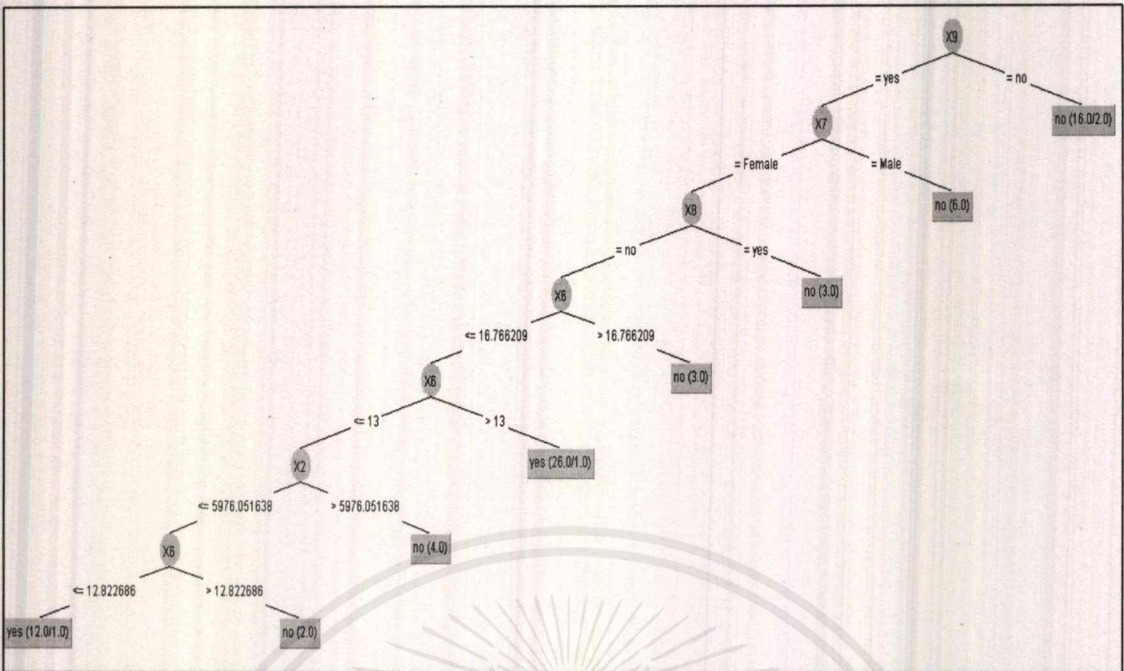 X9
=yes
=no
X7
no (16.0/2.0)
= Female
= Male
X8
no (6.0)
= no
= yes
X6
no (3.0)
<= 16.766209
> 16.766209
X6
no (3.0)
<= 13
> 13
X2
yes (26.0/1.0)
<= 5976.051638
> 5976.051638
X6
no (4.0)
<= 12.822686
> 12.822686
yes (12.0/1.0)
no (2.0)